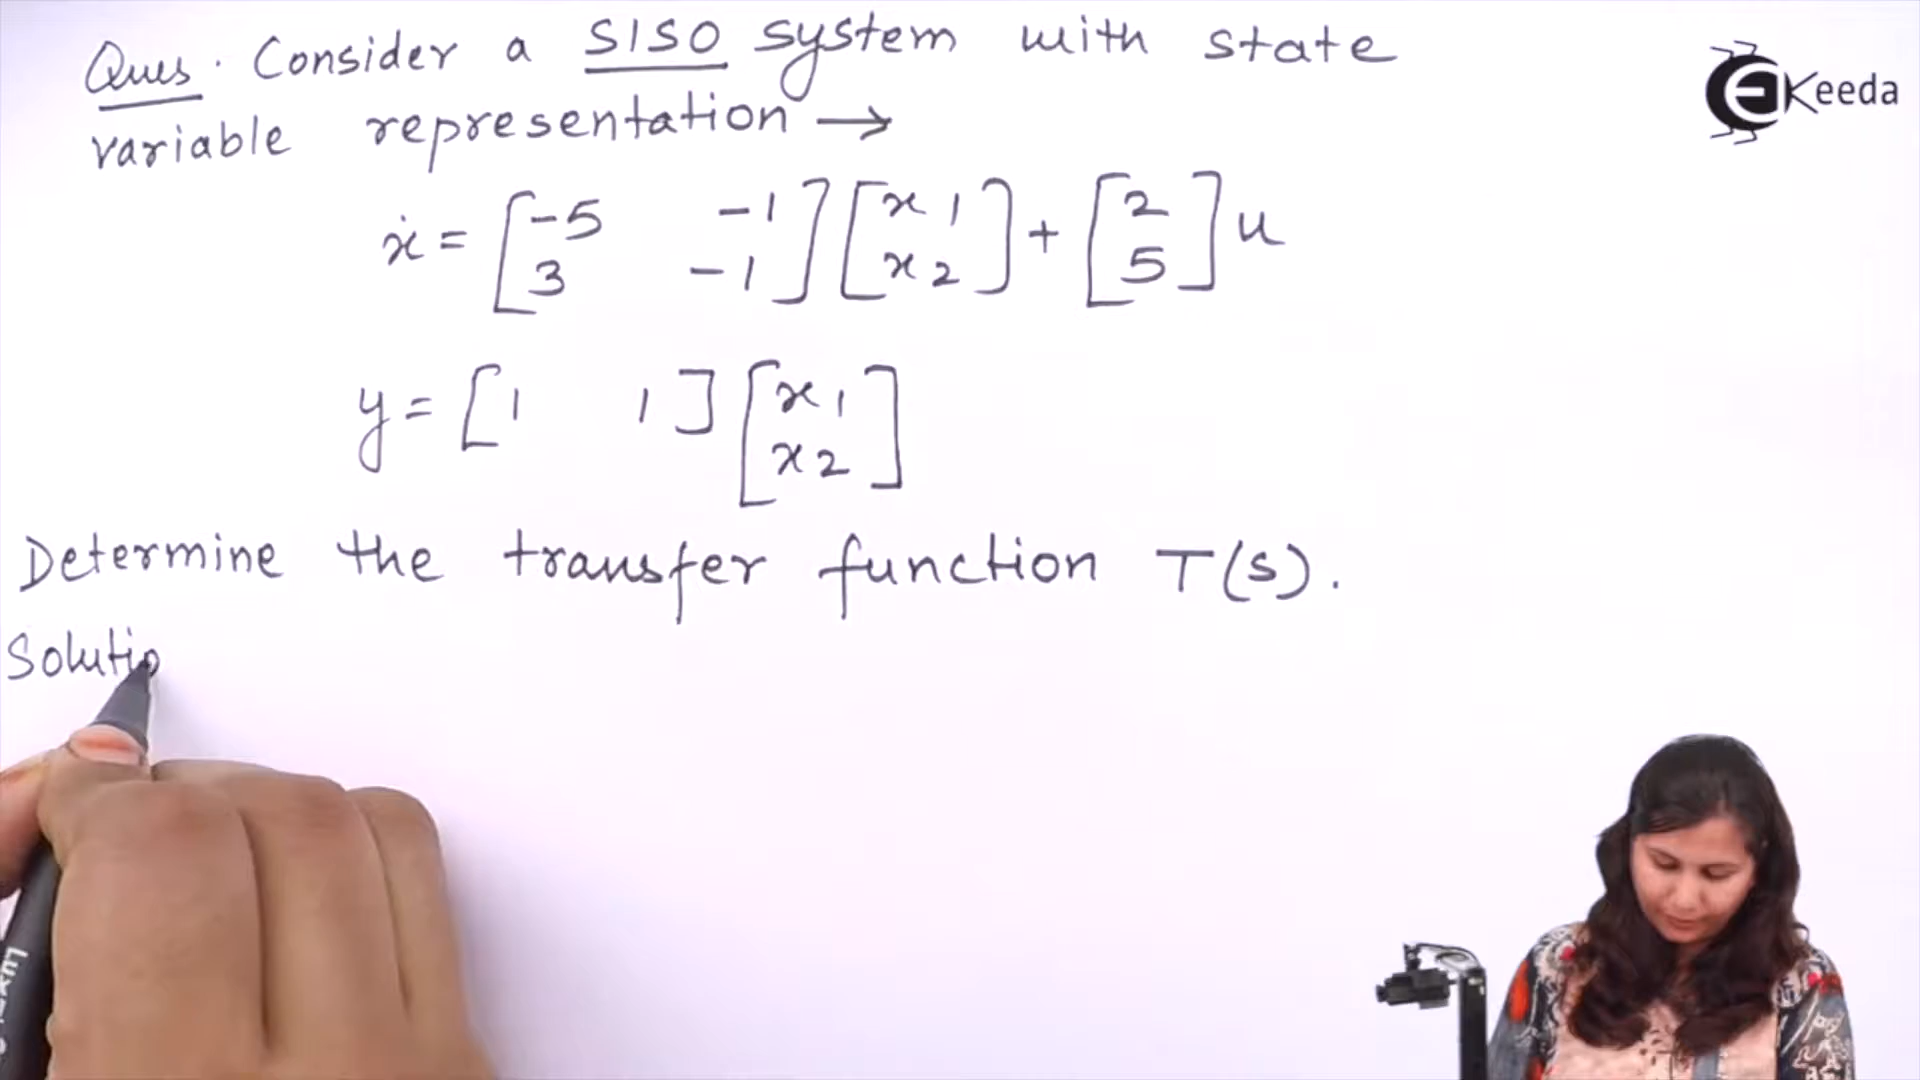 Ques. Consider a SISO system with state
variable representation →
ẋ = [-5 -1] [x1] + [2] u
[3 -1] [x2] [5]
y = [1 1] [x1]
[x2]
Determine the transfer function T(s).
Solutio
EKeeda